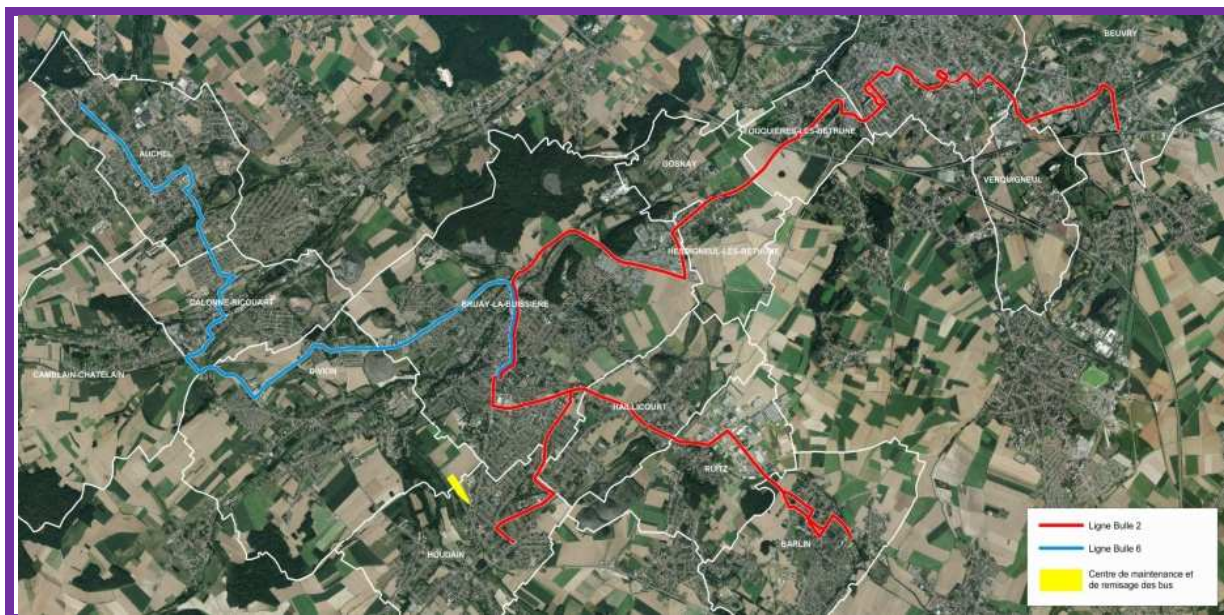 BEUVRY
FOUQUIERES-LES-BETHUNE
AUCHEL
GOSNAY
VERQUIGNEUL
HESDIGNEUL-LES-BETHUNE
CALONNE-RICOUART
BRUAY-LA-BUISSIERE
CAMBLAIN-CHATELAIN
DIVION
HAILLICOURT
RUITZ
HOUDAIN
BARLIN
Ligne Bulle 2
Ligne Bulle 6
Centre de maintenance et
de remisage des bus